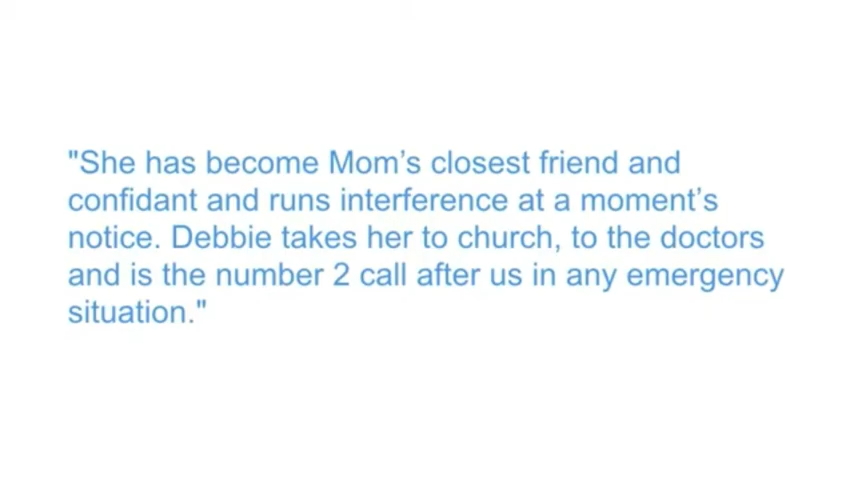 "She has become Mom’s closest friend and
confidant and runs interference at a moment’s
notice. Debbie takes her to church, to the doctors
and is the number 2 call after us in any emergency
situation."